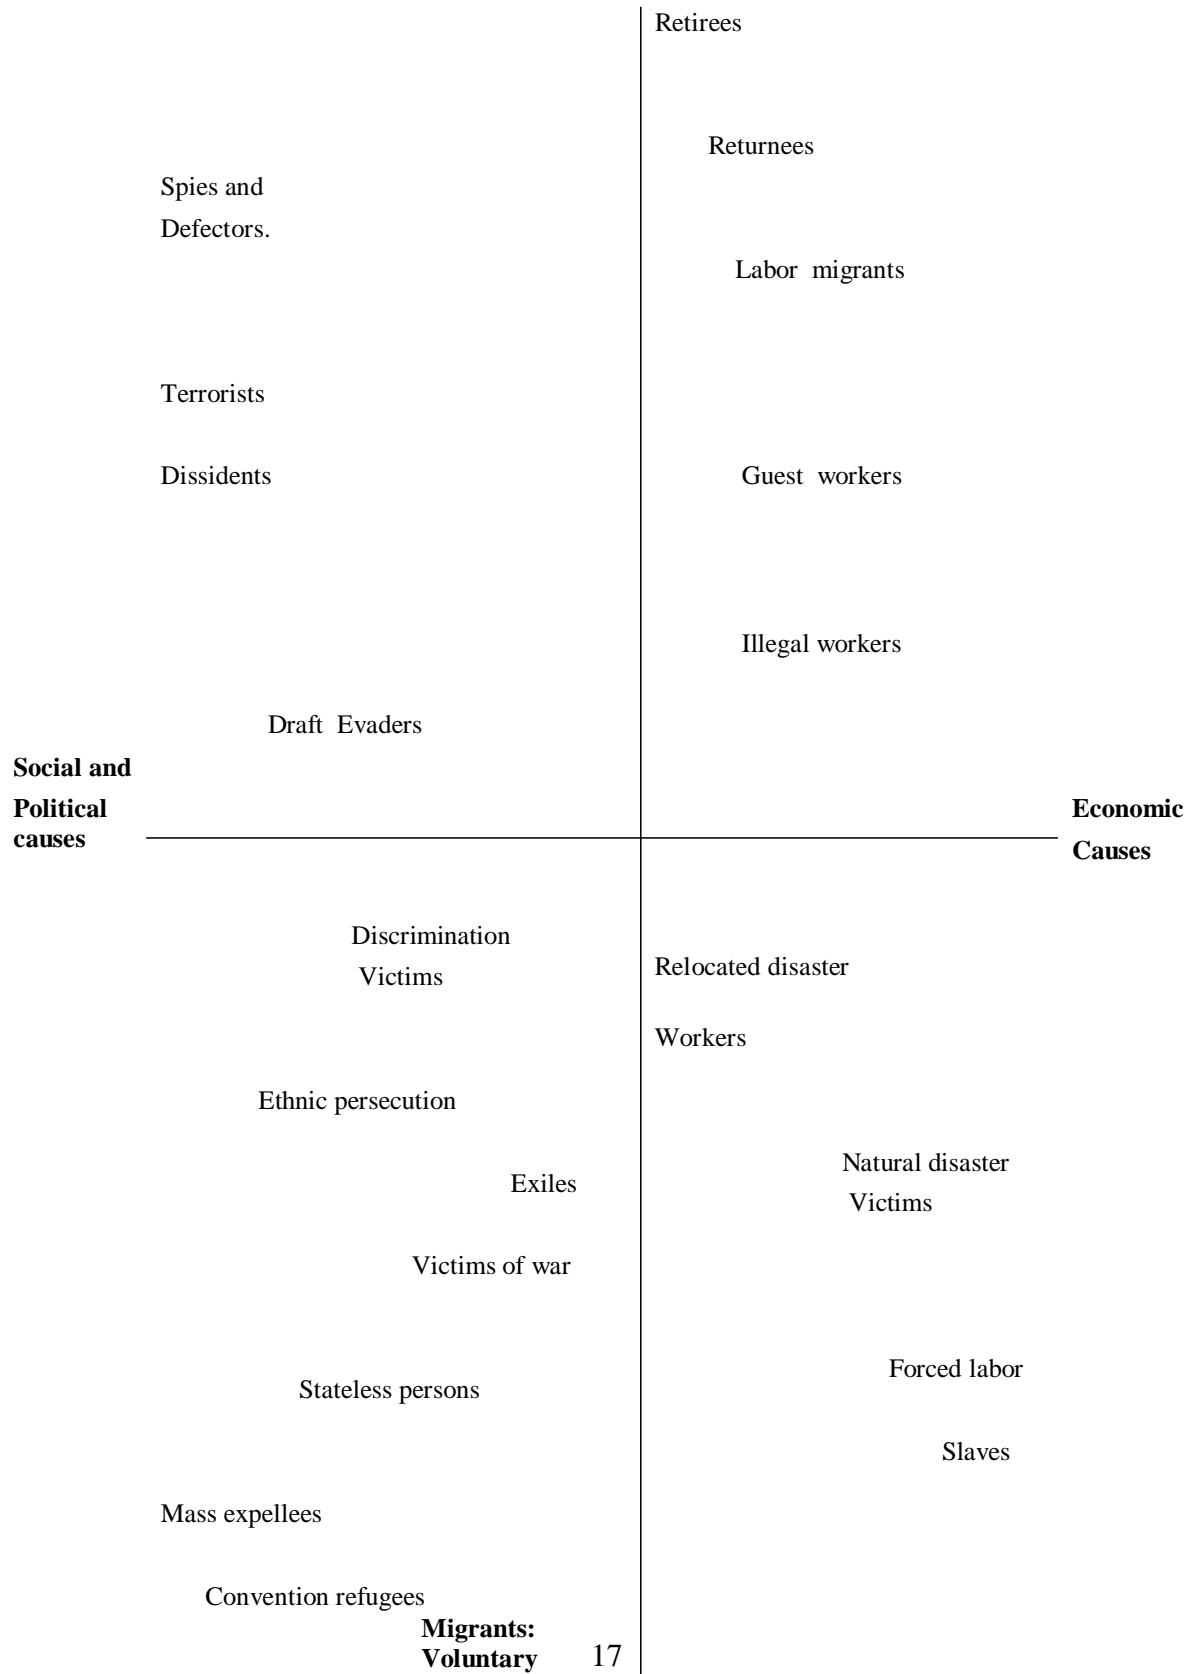 Retirees
Returnees
Spies and
Defectors.
Labor migrants
Terrorists
Dissidents
Guest workers
Illegal workers
Draft Evaders
Social and
Political
causes
Economic
Causes
Discrimination
Victims
Relocated disaster
Workers
Ethnic persecution
Natural disaster
Victims
Exiles
Victims of war
Forced labor
Stateless persons
Slaves
Mass expellees
Convention refugees
Migrants:
Voluntary
17